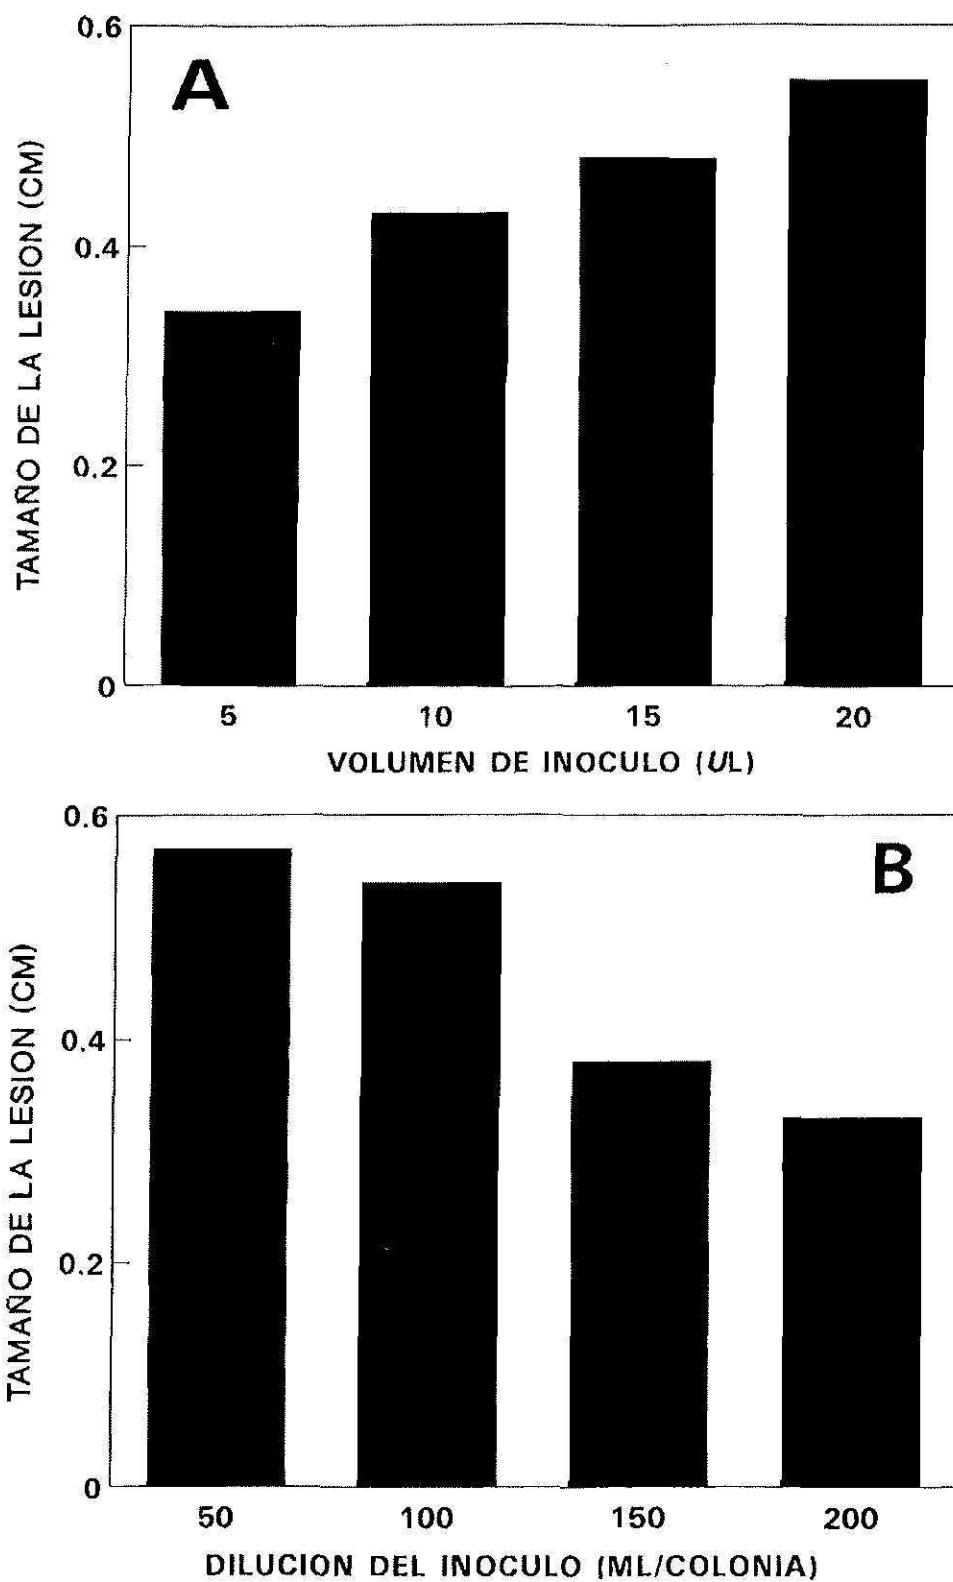 A
TAMAÑO DE LA LESION (CM)
0.6
0.4
0.2
0
5 10 15 20
VOLUMEN DE INOCULO (UL)
B
TAMAÑO DE LA LESION (CM)
0.6
0.4
0.2
0
50 100 150 200
DILUCION DEL INOCULO (ML/COLONIA)